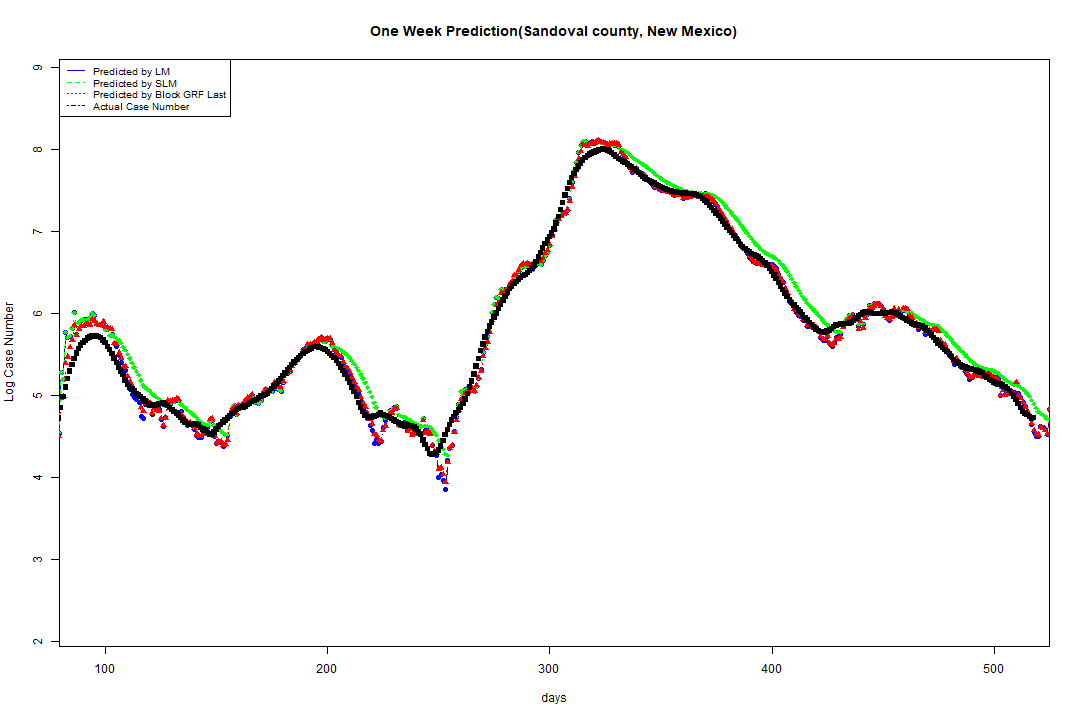 One Week Prediction(Sandoval county, New Mexico)
Predicted by LM
Predicted by SLM
Predicted by Block GRF Last
Actual Case Number
9
8
7
6
5
4
3
2
Log Case Number
100 200 300 400 500
days